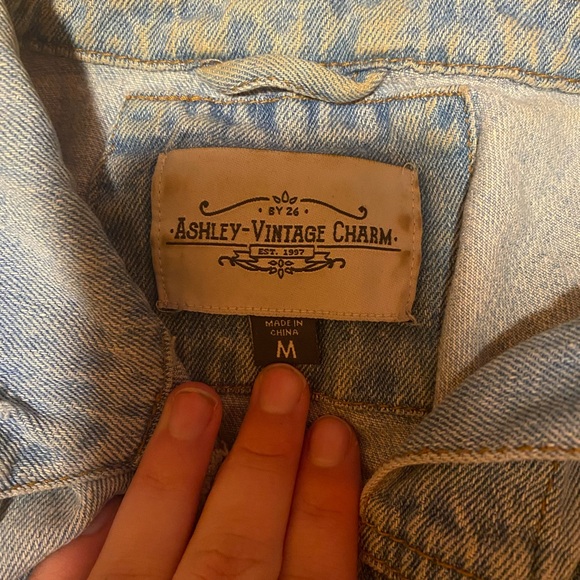 · BY 26 ·
· ASHLEY-VINTAGE CHARM ·
EST. 1997
MADE IN
CHINA
M